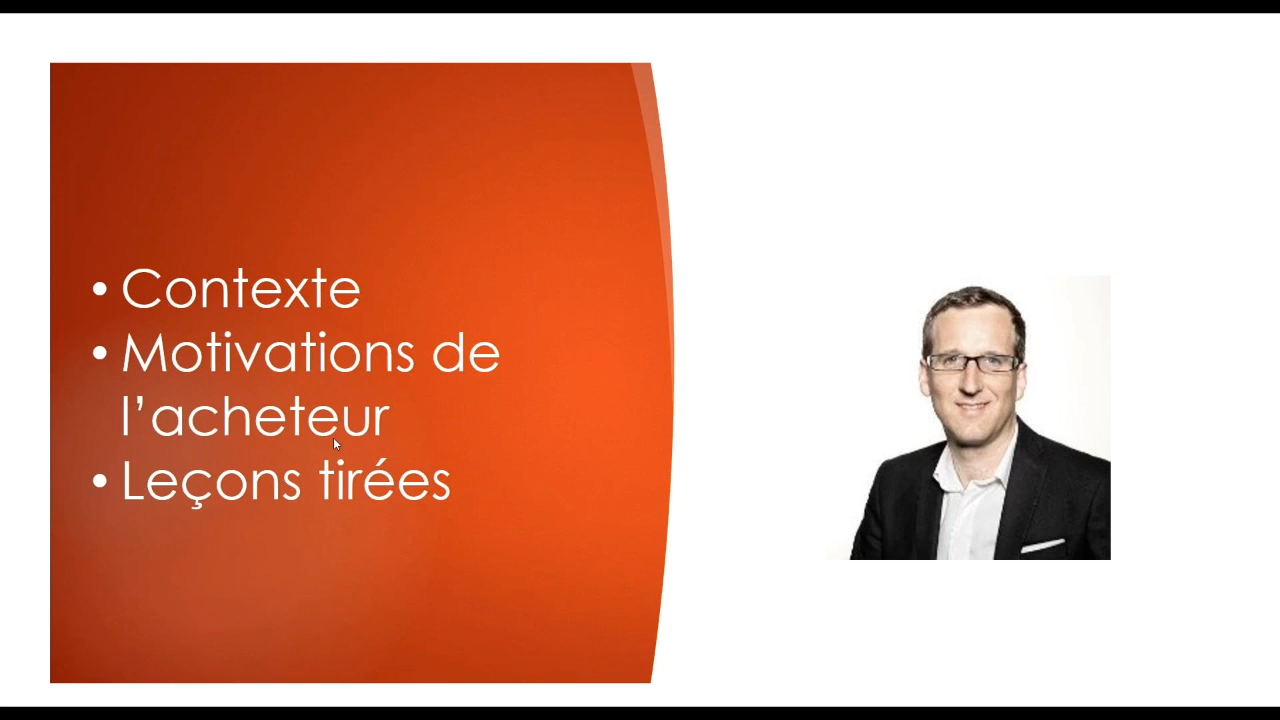 • Contexte
• Motivations de
l’acheteur
• Leçons tirées